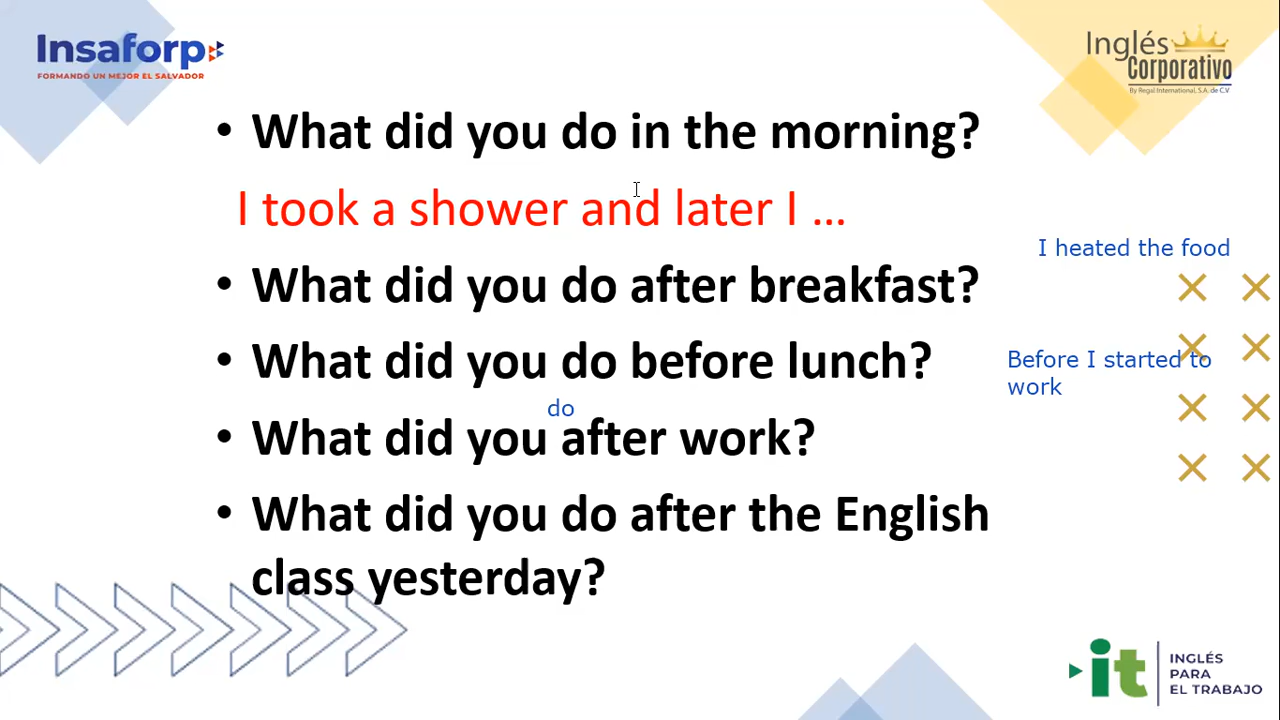 Insaforp
FORMANDO UN MEJOR EL SALVADOR
Inglés
Corporativo
By Regal International, S.A. de C.V
• What did you do in the morning?
I took a shower and later I ...
I heated the food
• What did you do after breakfast?
• What did you do before lunch?
Before I started to
work
do
• What did you after work?
• What did you do after the English
class yesterday?
it
INGLÉS
PARA
EL TRABAJO